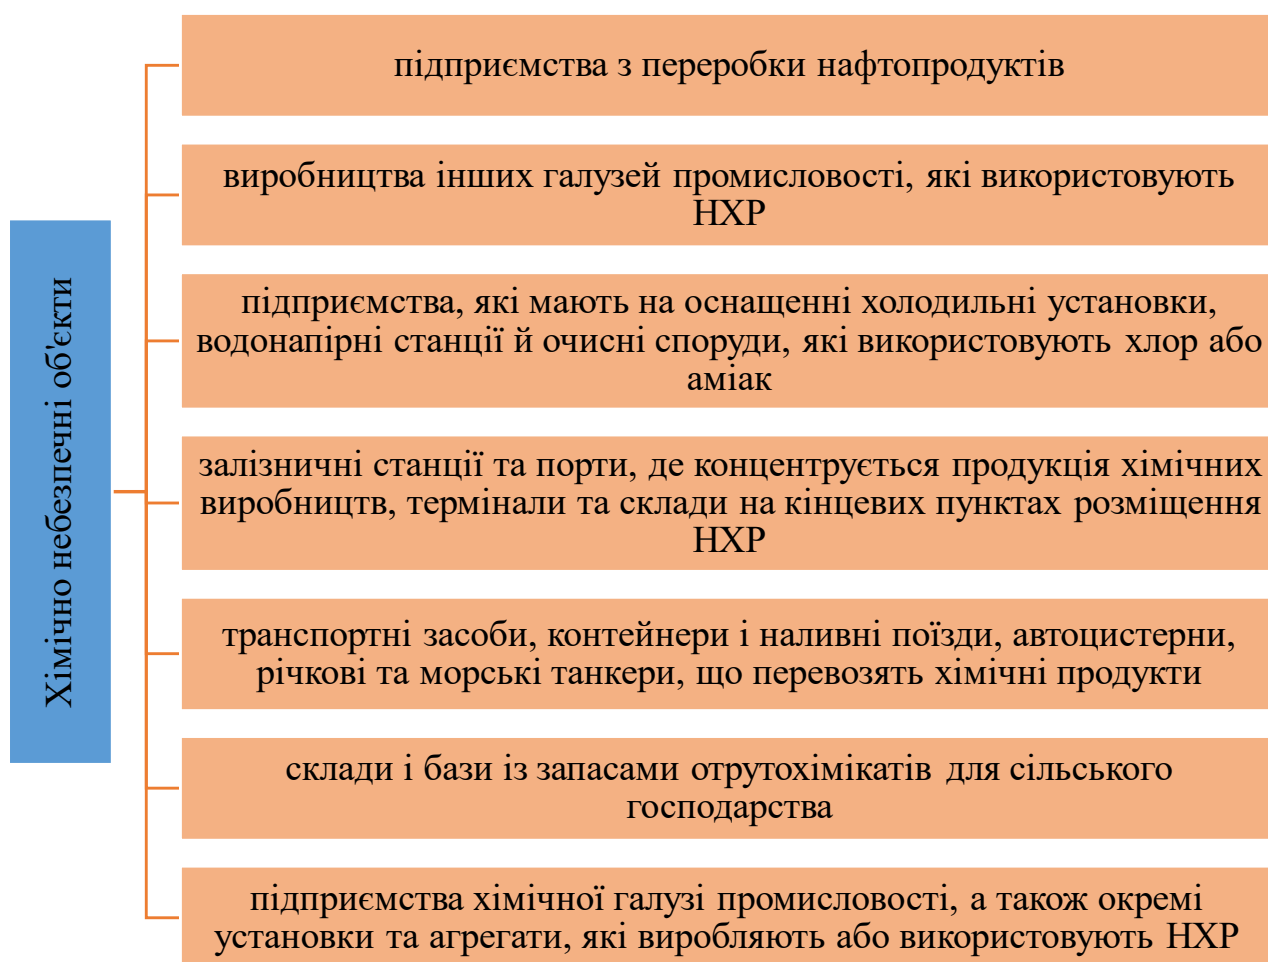 Хімічно небезпечні об'єкти
підприємства з переробки нафтопродуктів
виробництва інших галузей промисловості, які використовують
НХР
підприємства, які мають на оснащенні холодильні установки,
водонапірні станції й очисні споруди, які використовують хлор або
аміак
залізничні станції та порти, де концентрується продукція хімічних
виробництв, термінали та склади на кінцевих пунктах розміщення
НХР
транспортні засоби, контейнери і наливні поїзди, автоцистерни,
річкові та морські танкери, що перевозять хімічні продукти
склади і бази із запасами отрутохімікатів для сільського
господарства
підприємства хімічної галузі промисловості, а також окремі
установки та агрегати, які виробляють або використовують НХР